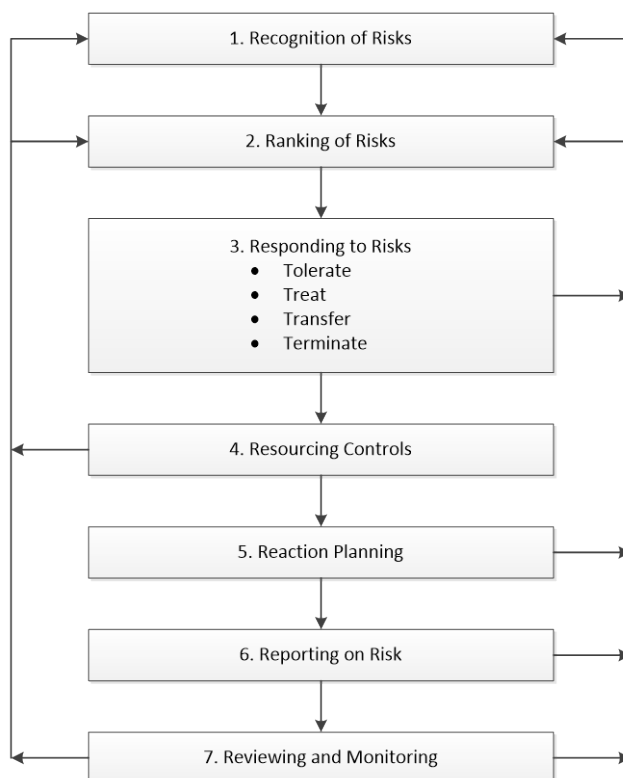 1. Recognition of Risks
2. Ranking of Risks
3. Responding to Risks
● Tolerate
● Treat
● Transfer
● Terminate
4. Resourcing Controls
5. Reaction Planning
6. Reporting on Risk
7. Reviewing and Monitoring